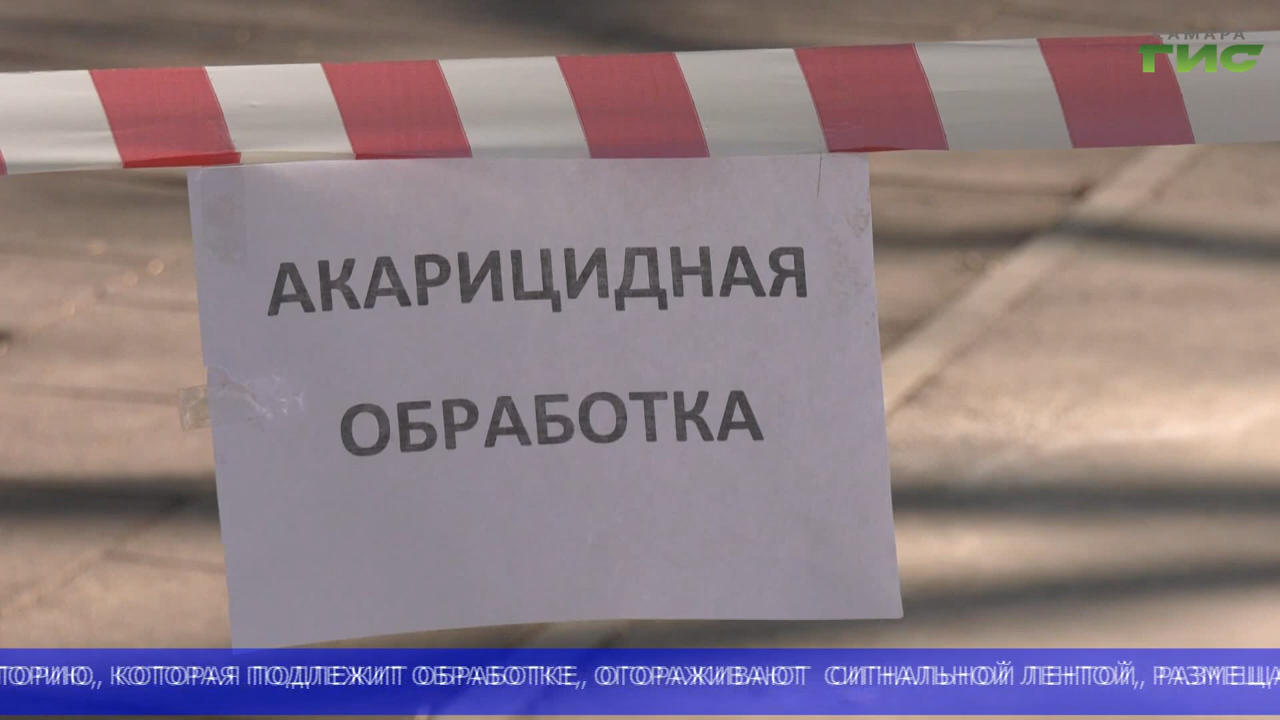 САМАРА
ГИС
АКАРИЦИДНАЯ
ОБРАБОТКА
ТОРИЮ, КОТОРАЯ ПОДЛЕЖИТ ОБРАБОТКЕ, ОГОРАЖИВАЮТ СИГНАЛЬНОЙ ЛЕНТОЙ, РАЗМЕЩА